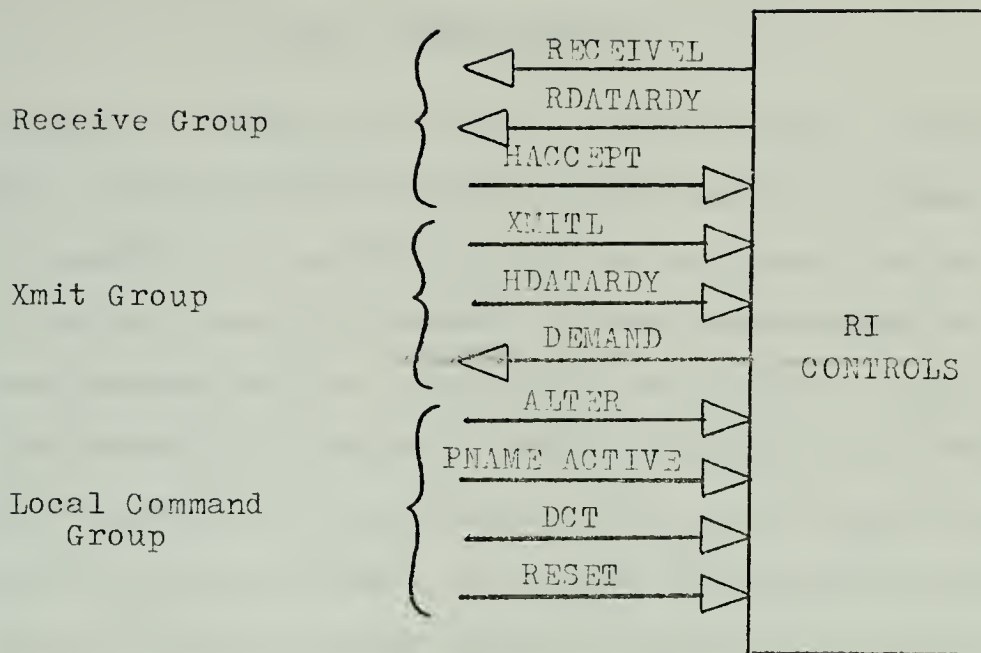 Receive Group
RECEIVEL
RDATARDY
HACCEPT
Xmit Group
XMITL
HDATARDY
DEMAND
Local Command
Group
ALTER
PNAME ACTIVE
DCT
RESET
RI
CONTROLS